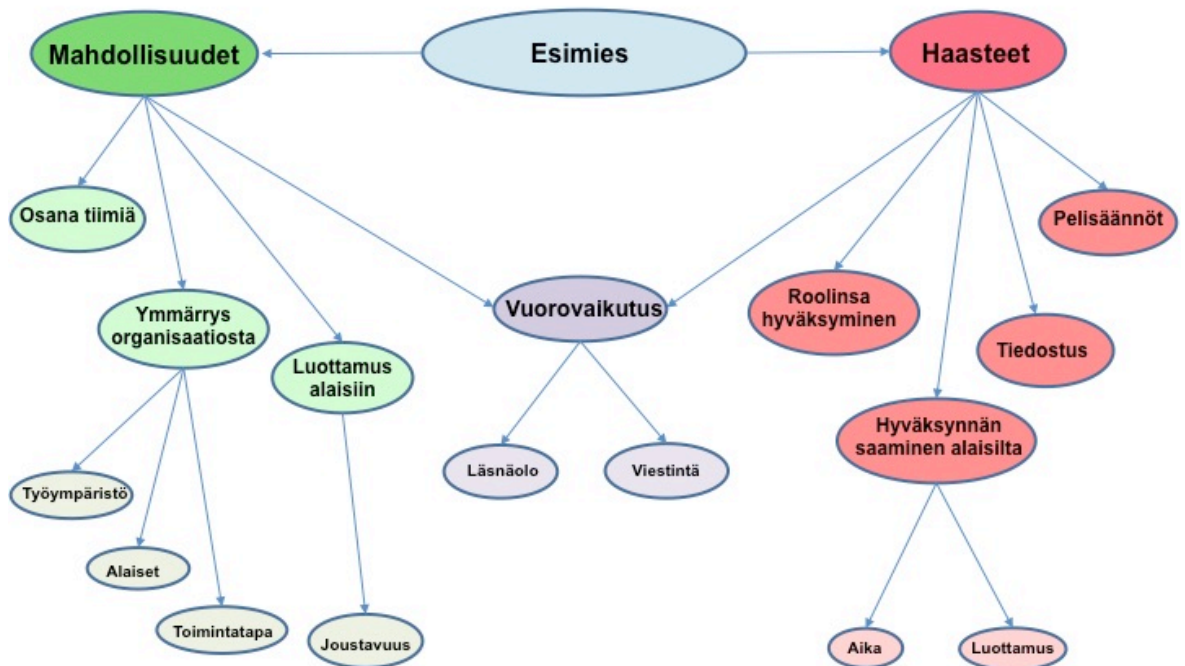 Mahdollisuudet
Esimies
Haasteet
Osana tiimiä
Pelisäännöt
Ymmärrys
organisaatiosta
Vuorovaikutus
Roolinsa
hyväksyminen
Luottamus
alaisiin
Tiedostus
Hyväksynnän
saaminen alaisilta
Työympäristö
Läsnäolo
Viestintä
Alaiset
Toimintatapa
Joustavuus
Aika
Luottamus